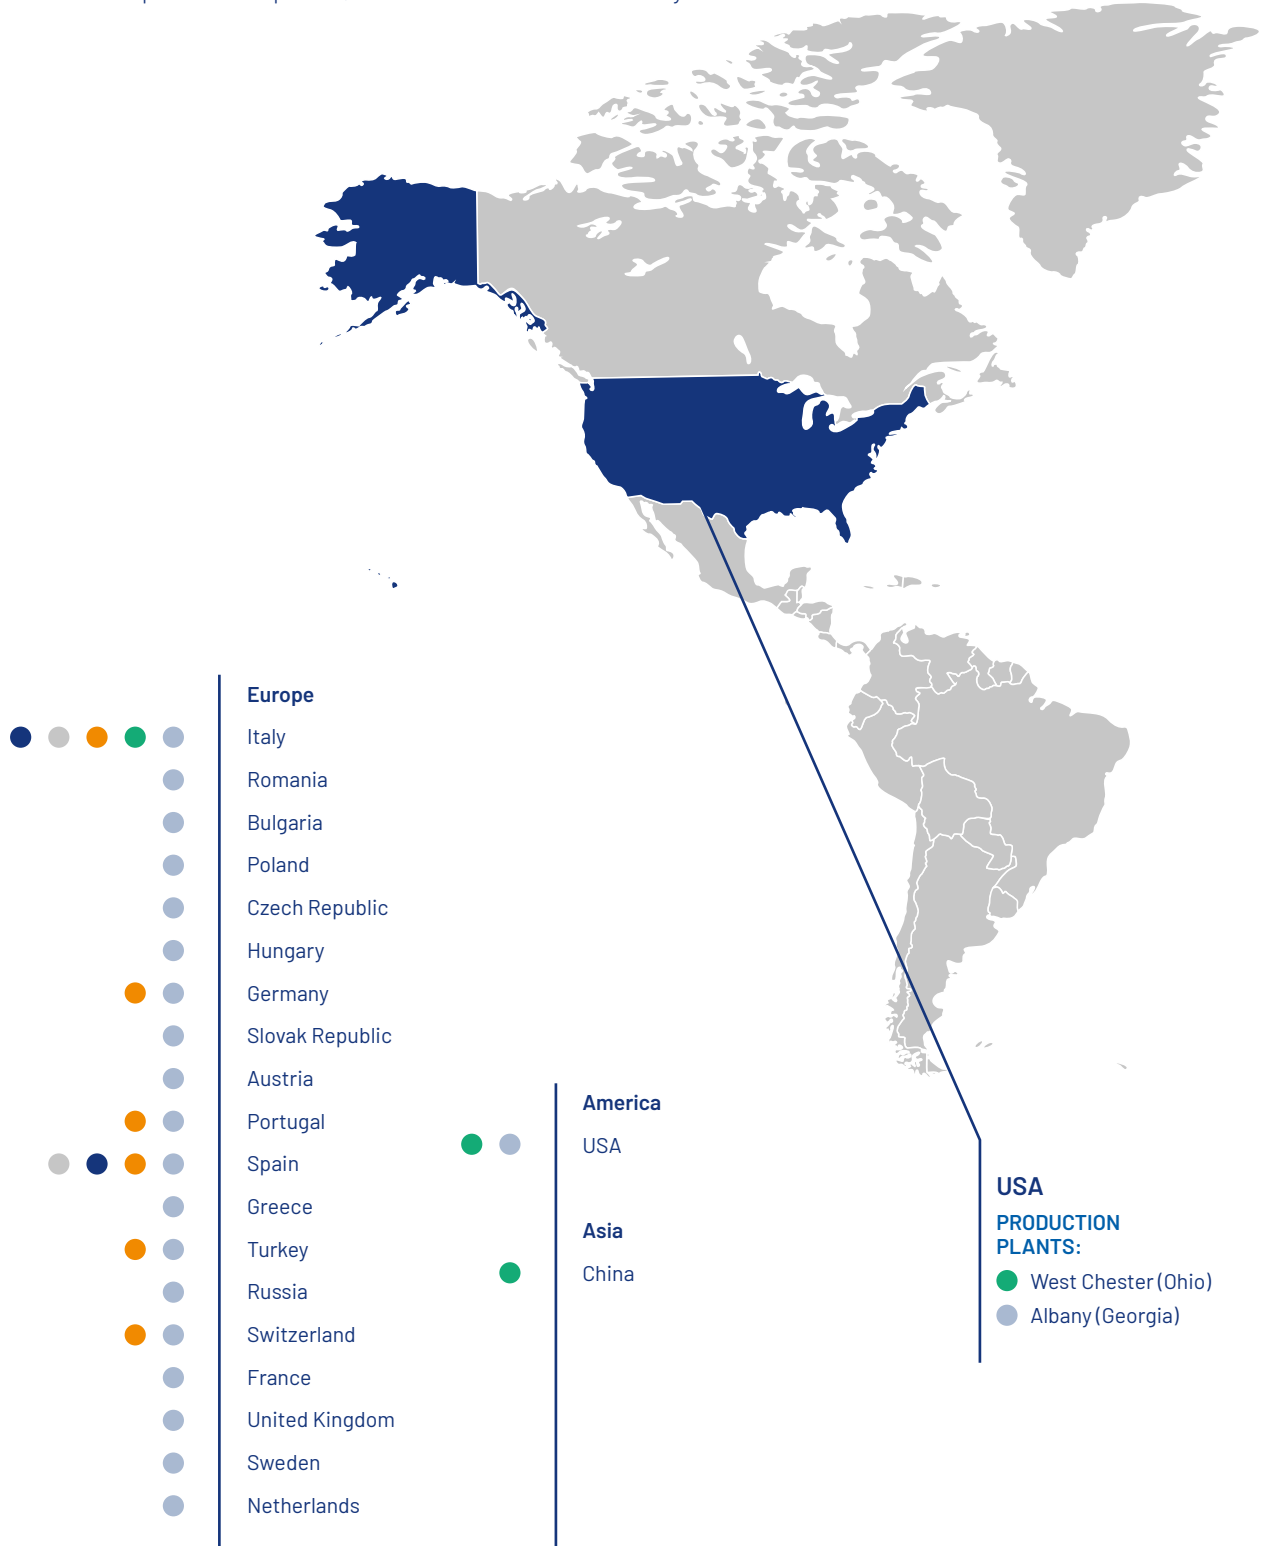 Europe
Italy
Romania
Bulgaria
Poland
Czech Republic
Hungary
Germany
Slovak Republic
Austria
Portugal
Spain
Greece
Turkey
Russia
Switzerland
France
United Kingdom
Sweden
Netherlands
America
USA
Asia
China
USA
PRODUCTION
PLANTS:
West Chester (Ohio)
Albany (Georgia)